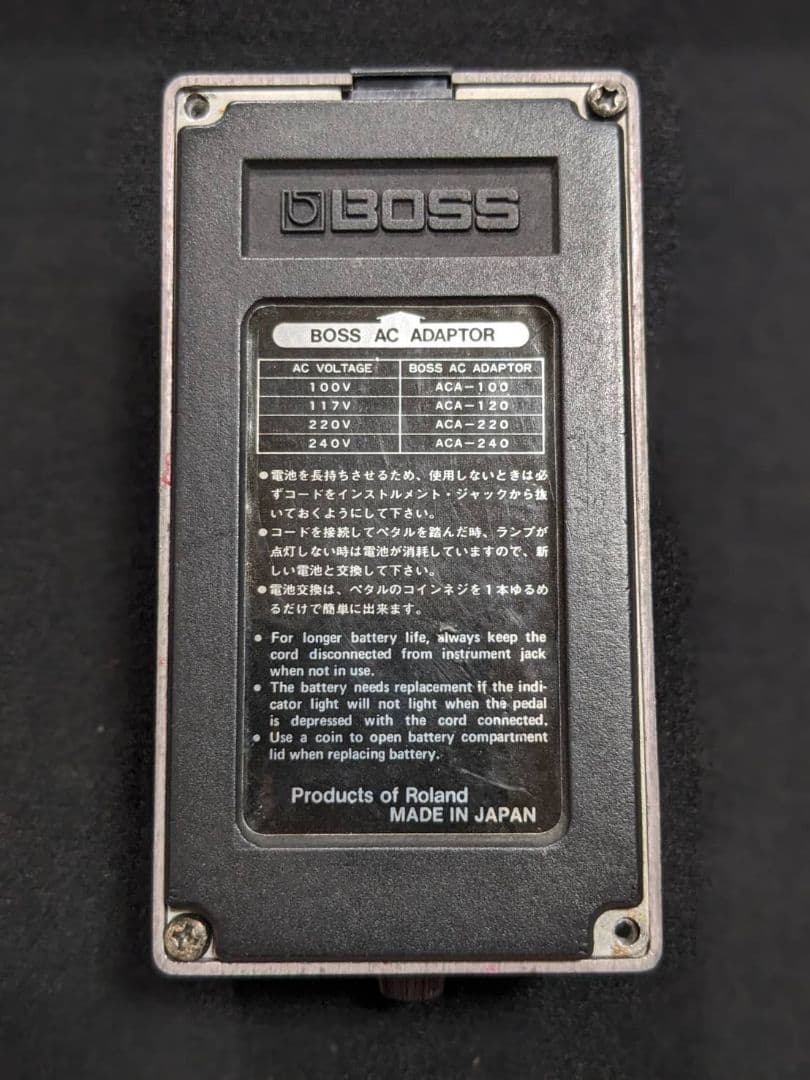 BOSS
BOSS AC ADAPTOR
AC VOLTAGE BOSS AC ADAPTOR
100V ACA-100
117V ACA-120
220V ACA-220
240V ACA-240
●電池を長持ちさせるため、使用しないときは必
ずコードをインストルメント・ジャックから抜
いておくようにして下さい。
●コードを接続してペタルを踏んだ時、ランプが
点灯しない時は電池が消耗していますので、新
しい電池と交換して下さい。
●電池交換は、ペタルのコインネジを1本ゆるめ
るだけで簡単に出来ます。
● For longer battery life, always keep the
cord disconnected from instrument jack
when not in use.
● The battery needs replacement if the indi-
cator light will not light when the pedal
is depressed with the cord connected.
● Use a coin to open battery compartment
lid when replacing battery.
Products of Roland
MADE IN JAPAN